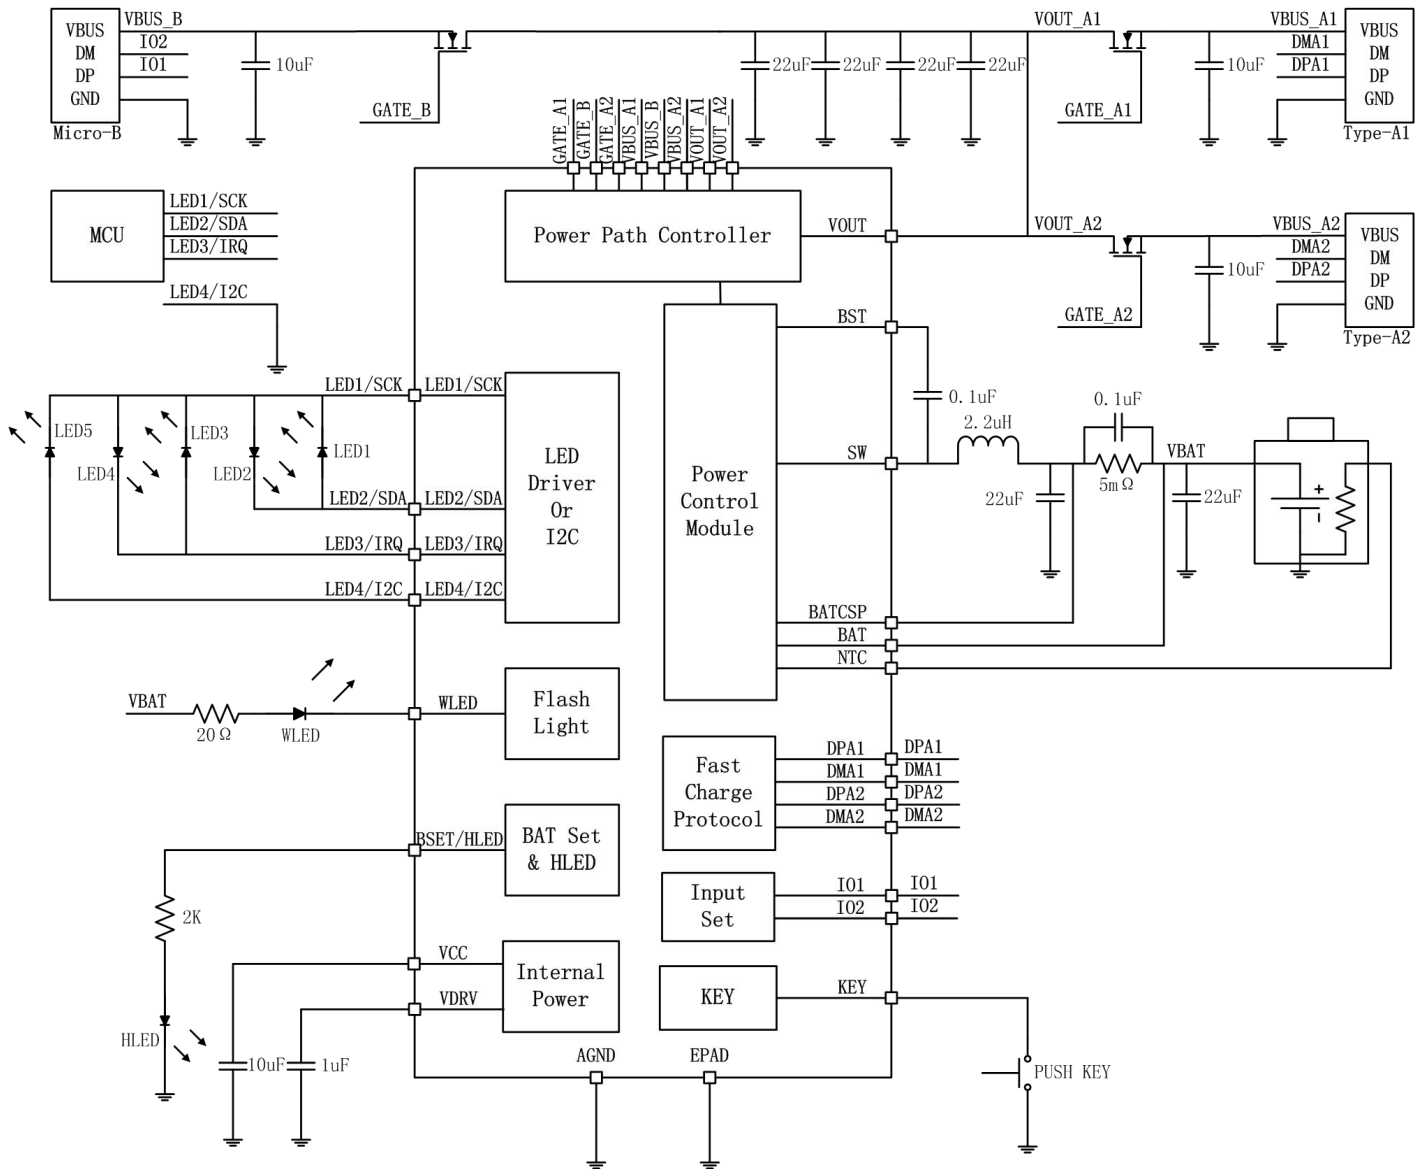 VBUS
DM
DP
GND
Micro-B
VBUS_B
IO2
IO1
10uF
GATE_B
22uF
22uF
22uF
22uF
VOUT_A1
GATE_A1
10uF
VBUS_A1
DMA1
DPA1
VBUS
DM
DP
GND
Type-A1
GATE_A1
GATE_B
GATE_A2
VBUS_A1
VBUS_B
VBUS_A2
VOUT_A1
VOUT_A2
MCU
LED1/SCK
LED2/SDA
LED3/IRQ
LED4/I2C
Power Path Controller
VOUT
VOUT_A2
GATE_A2
10uF
VBUS_A2
DMA2
DPA2
VBUS
DM
DP
GND
Type-A2
LED5
LED4
LED3
LED2
LED1
LED1/SCK
LED2/SDA
LED3/IRQ
LED4/I2C
LED1/SCK
LED2/SDA
LED3/IRQ
LED4/I2C
LED
Driver
Or
I2C
Power
Control
Module
BST
SW
BATCSP
BAT
NTC
0.1uF
2.2uH
22uF
0.1uF
5mΩ
VBAT
22uF
+
-
VBAT
20Ω
WLED
WLED
Flash
Light
Fast
Charge
Protocol
DPA1
DMA1
DPA2
DMA2
DPA1
DMA1
DPA2
DMA2
BSET/HLED
BAT Set
& HLED
2K
HLED
Input
Set
IO1
IO2
IO1
IO2
VCC
VDRV
Internal
Power
10uF
1uF
KEY
KEY
PUSH KEY
AGND
EPAD